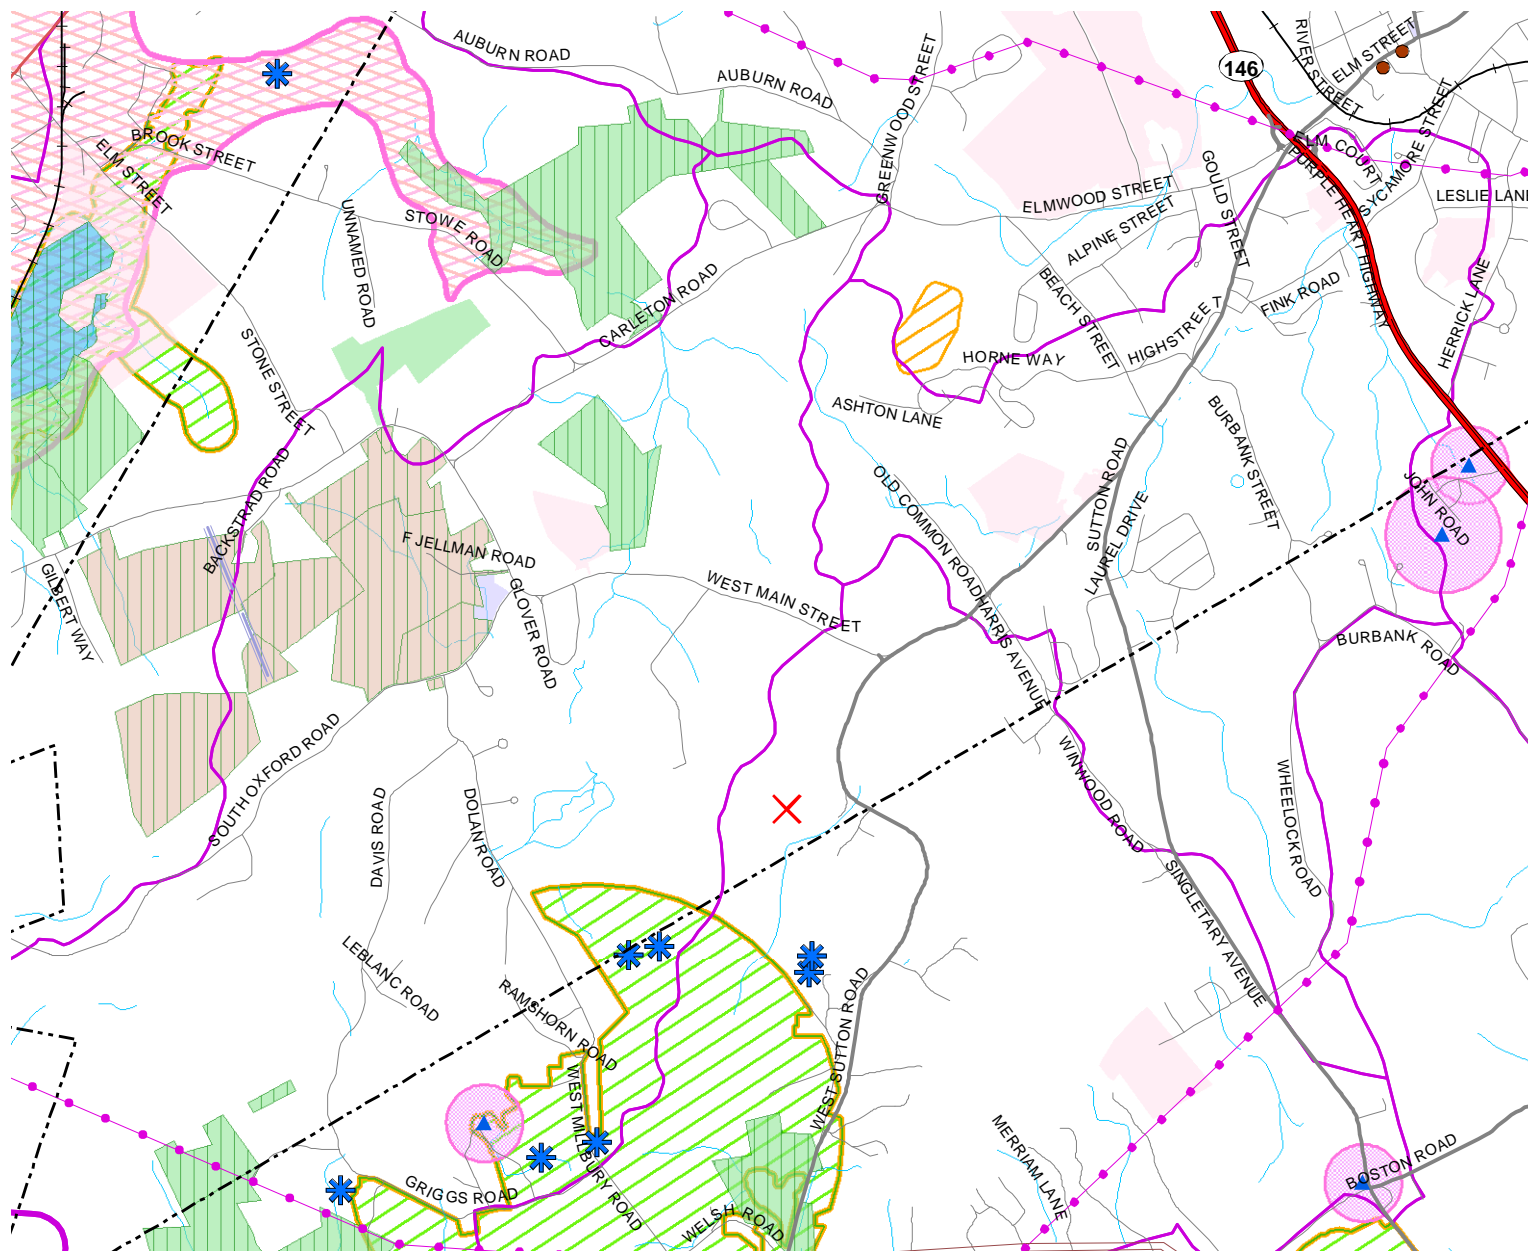 AUBURN ROAD
AUBURN ROAD
GREENWOOD STREET
146
RIVER STREET
ELM STREET
BROOK STREET
ELM STREET
ELM COURT
SYCAMORE STREET
PURPLE HEART HIGHWAY
LESLIE LANE
GOULD STREET
ELMWOOD STREET
ALPINE STREET
UNNAMED ROAD
STOWE ROAD
CARLETON ROAD
BEACH STREET
FINK ROAD
HERRICK LANE
HIGH STREET
HORNE WAY
STONE STREET
ASHTON LANE
BURBANK STREET
BACKSTRAD ROAD
OLD COMMON ROAD
SUTTON ROAD
LAUREL DRIVE
JOHN ROAD
F JELLMAN ROAD
GILBERT WAY
GLOVER ROAD
WEST MAIN STREET
HARRIS AVENUE
BURBANK ROAD
SOUTH OXFORD ROAD
WINWOOD ROAD
WHEELOCK ROAD
DAVIS ROAD
DOLAN ROAD
SINGLETARY AVENUE
LEBLANC ROAD
RAMSHORN ROAD
WEST SUTTON ROAD
WEST MILLBURY ROAD
MERRIAM LANE
BOSTON ROAD
GRIGGS ROAD
WELSH ROAD